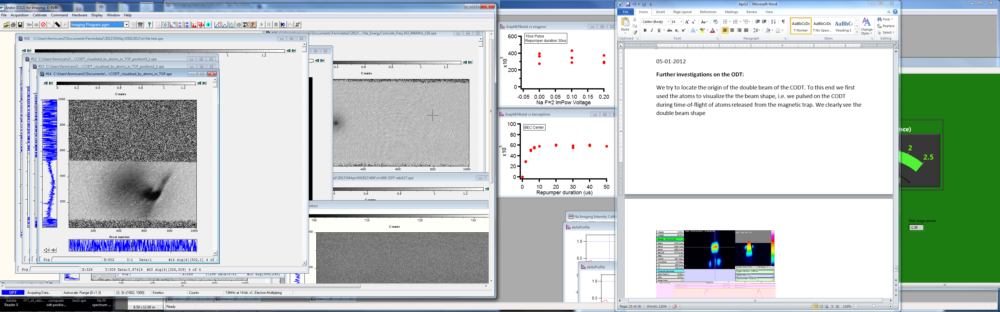 Andor SOLIS for Imaging: X-4546
File Acquisition Calibrate Command Hardware Display Window Help
Imaging Program.pgm
#20 C:\Users\fermicam2\Documents\Fermidata2\2012\05May\05012012\in\Na test.spe
1 1.2
#12 C:\Users\fermicam2\...\CODT_visualized_by_atoms_in_TOF_position5_1.spe
#13 C:\Users\fermicam2\...\CODT_visualized_by_atoms_in_TOF_position2_1.spe
#14 C:\Users\fermicam2\Documents\...\CODT_visualized_by_atoms_in_TOF.spe
0 0.2 0.4 0.6 0.8 1 1.2
Counts
1000
800
600
400
200
200 400 600 800 1000
Pixel number
Sig X:502 Y:1 Data:1 #14 sig{4}[502,1] 4 of 4
Sig X:326 Y:309 Data:0.97419 #20 sig{4}[326,309] 4 of 4
X:599 Y:295 Data:5781 #10 sig[599,295]
C:\Users\fermicam2\Documents\Fermidata2\2012\...\Na_EnergyCoincide_Freq 163_946MHz_126.spe
0.4 0.6 0.8 1 1.2
Counts
400 600 800 1000
a2\2012\04Apr\041912\40K\in\40K ODT rabi117.spe
4 0.6 0.8 1 1.2
Counts
sition
700 710 720 730
Counts
OFF Acquiring Data... Autoscale: Range (0->1.3) (3, 3)->(1002, 1000) Kinetics Counts 13MHz at 14-bit, x1, Electron Multiplying
Adobe Reader X
FFT_of_rabi...
computer odt positio...
test5.spe
Na RF spectrum ...
8.50 x 11.00 in
Ready
Graph8:Ntotal vs imgpow
10us Pulse
Repumper duration 30us
600
400
200
0
x10³
-0.05 0.00 0.05 0.10 0.15 0.20
Na F=2 ImPow Voltage
Graph9:Ntotal vs becreptime
BEC Center
100
80
60
40
20
0
x10³
0 10 20 30 40 50
Repumper duration (us)
Na Imaging Intensity Calib
abAxProfile
1.0
0.5
abAxProfile
1.0
0.5
Apr12 - Microsoft Word
File Home Insert Page Layout References Mailings Review View
Paste
Calibri (Body) 14
AaBbCcDc AaBbCcDc AaBbC
¶ Normal ¶ No Spaci... Heading 1
Change Styles
Find
Replace
Select
Clipboard Font Paragraph Styles Editing
05-01-2012
Further investigations on the ODT:
We try to locate the origin of the double beam of the CODT. To this end we first
used the atoms to visualize the the beam shape, i.e. we pulsed on the CODT
during time-of-flight of atoms released from the magnetic trap. We clearly see the
double beam shape
Page: 25 of 26 Words: 2,654 110%
nce)
2
2.5
Mid-stage power
-1.39